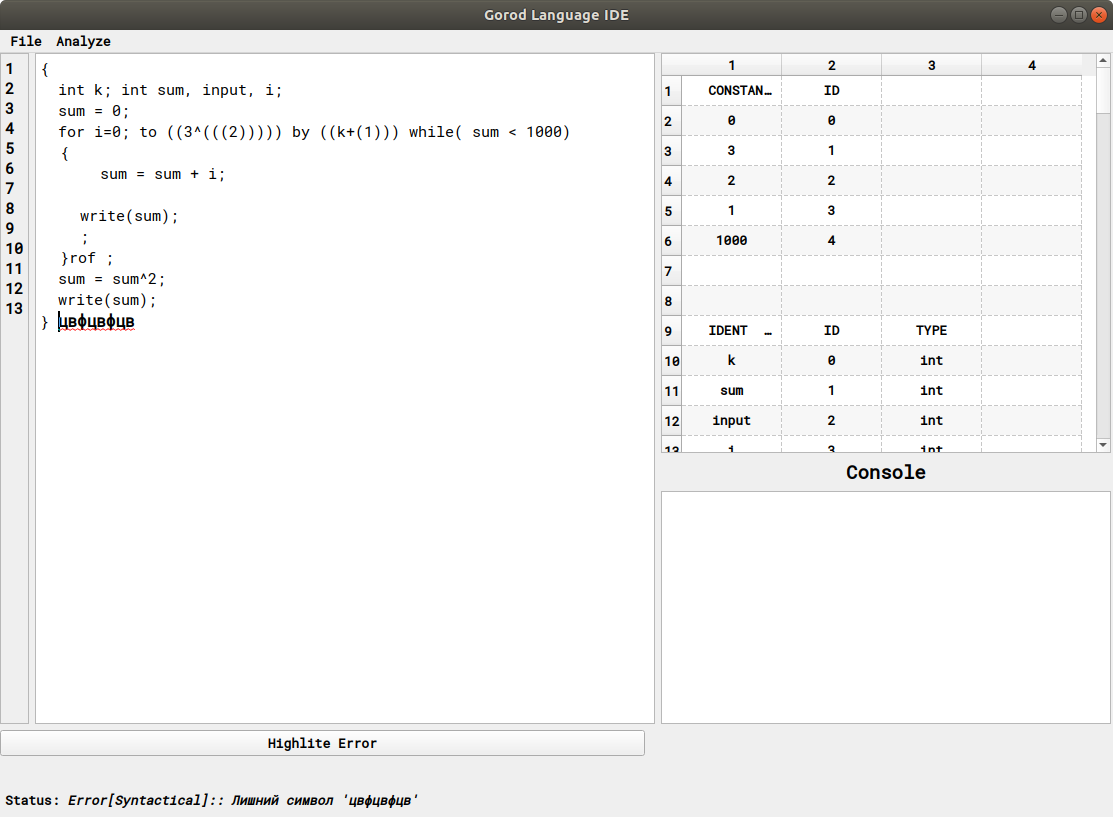 Gorod Language IDE
File Analyze
1 {
2 int k; int sum, input, i;
3 sum = 0;
4 for i=0; to ((3^(((2))))) by ((k+(1))) while( sum < 1000)
5 {
6 sum = sum + i;
7
8 write(sum);
9 ;
10 }rof ;
11 sum = sum^2;
12 write(sum);
13 } цвфцвфцв
1 2 3 4
1 CONSTAN… ID
2 0 0
3 3 1
4 2 2
5 1 3
6 1000 4
7
8
9 IDENT … ID TYPE
10 k 0 int
11 sum 1 int
12 input 2 int
13 i 3 int
Console
Highlite Error
Status: Error[Syntactical]:: Лишний символ 'цвфцвфцв'